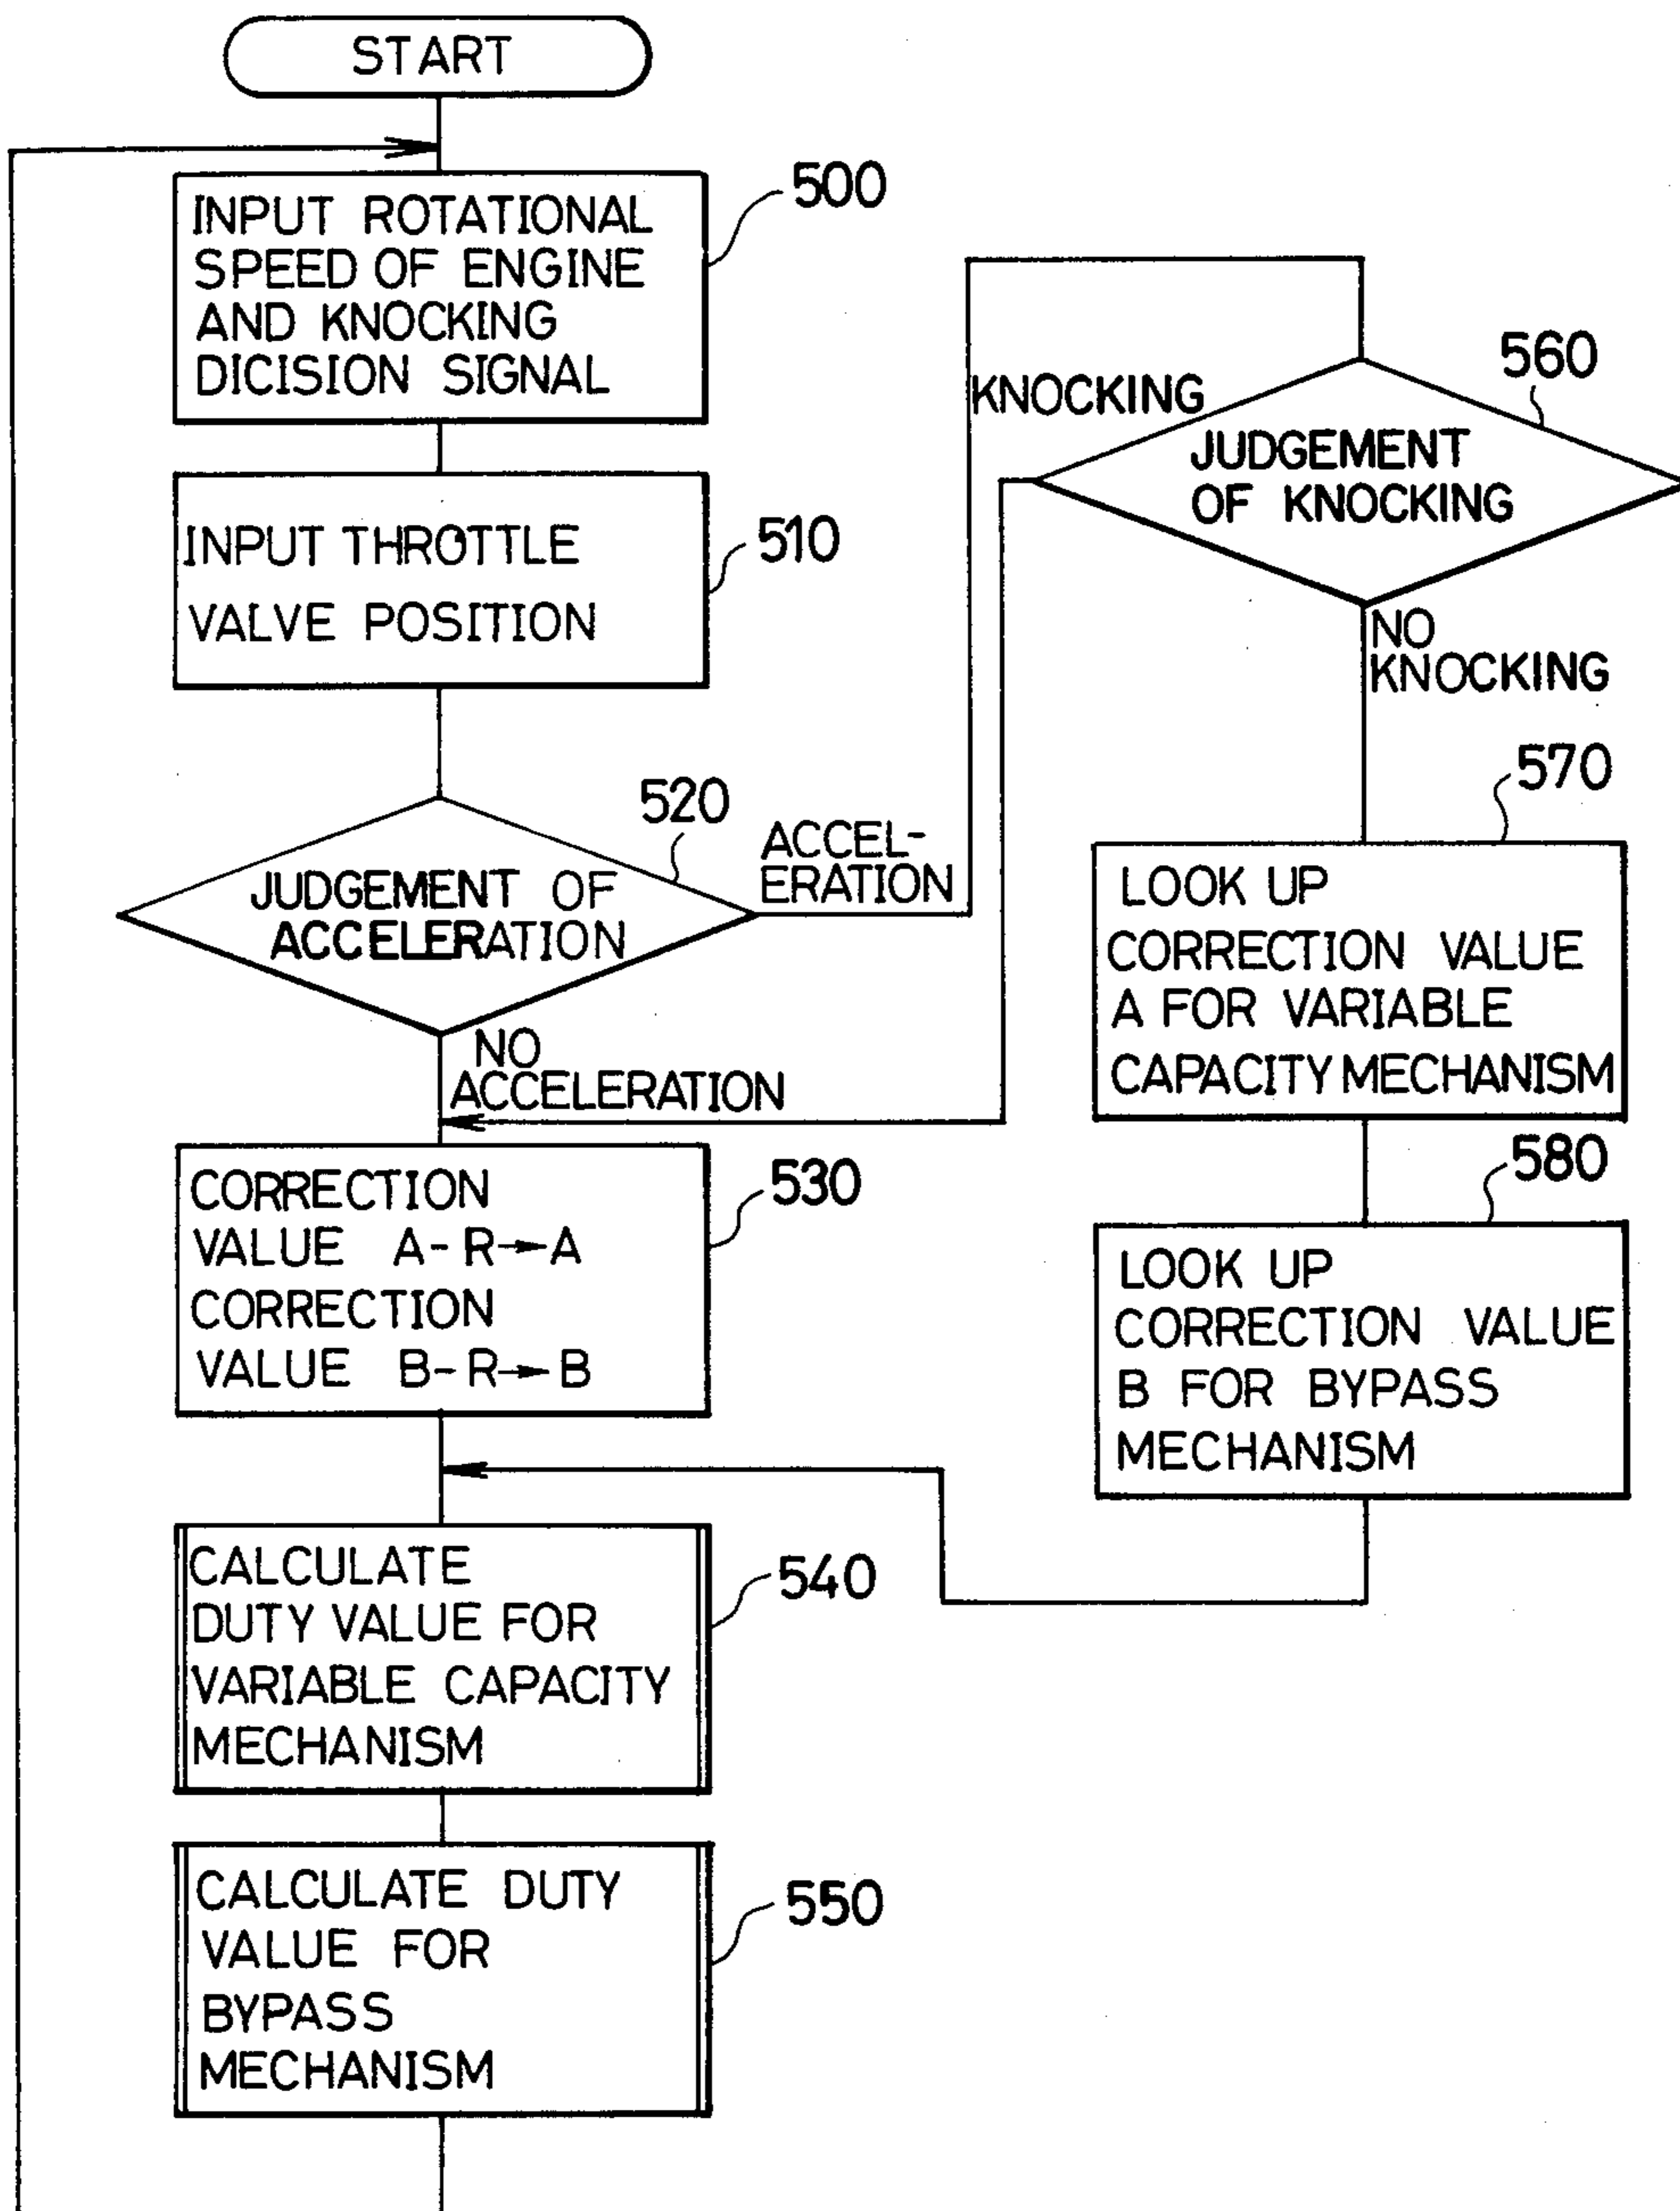 START
500
INPUT ROTATIONAL
SPEED OF ENGINE
AND KNOCKING
DICISION SIGNAL
510
INPUT THROTTLE
VALVE POSITION
520
JUDGEMENT OF
ACCELERATION
ACCEL-
ERATION
NO
ACCELERATION
530
CORRECTION
VALUE A-R→A
CORRECTION
VALUE B-R→B
540
CALCULATE
DUTY VALUE FOR
VARIABLE CAPACITY
MECHANISM
550
CALCULATE DUTY
VALUE FOR
BYPASS
MECHANISM
560
KNOCKING
JUDGEMENT
OF KNOCKING
NO
KNOCKING
570
LOOK UP
CORRECTION VALUE
A FOR VARIABLE
CAPACITY MECHANISM
580
LOOK UP
CORRECTION VALUE
B FOR BYPASS
MECHANISM